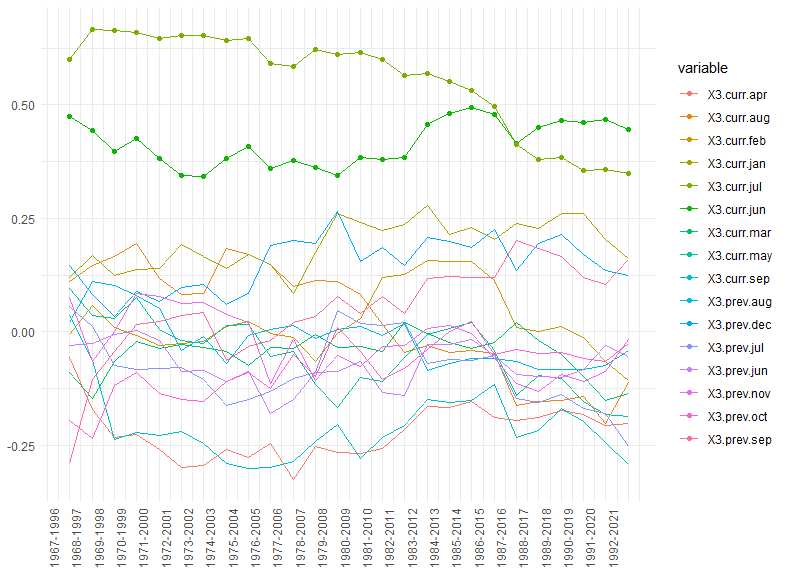 variable
X3.curr.apr
X3.curr.aug
X3.curr.feb
X3.curr.jan
X3.curr.jul
X3.curr.jun
X3.curr.mar
X3.curr.may
X3.curr.sep
X3.prev.aug
X3.prev.dec
X3.prev.jul
X3.prev.jun
X3.prev.nov
X3.prev.oct
X3.prev.sep
0.50
0.25
0.00
-0.25
1967-1996
1968-1997
1969-1998
1970-1999
1971-2000
1972-2001
1973-2002
1974-2003
1975-2004
1976-2005
1977-2006
1978-2007
1979-2008
1980-2009
1981-2010
1982-2011
1983-2012
1984-2013
1985-2014
1986-2015
1987-2016
1988-2017
1989-2018
1990-2019
1991-2020
1992-2021